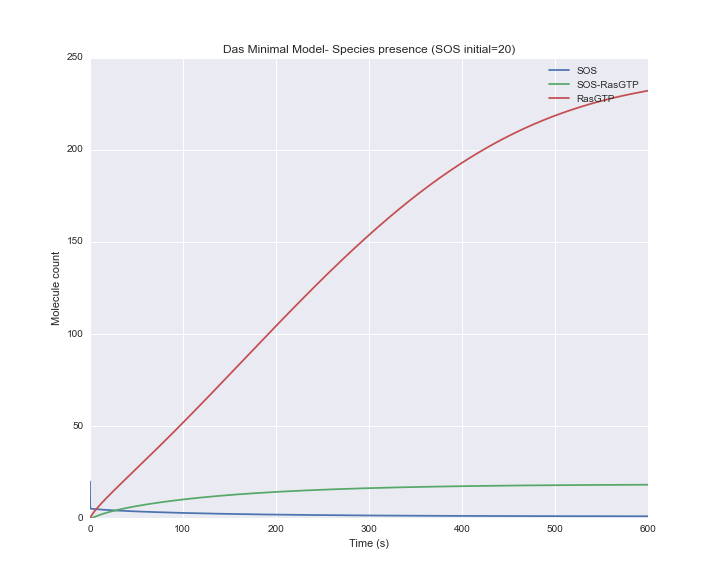 Das Minimal Model- Species presence (SOS initial=20)
250
200
150
100
50
0
Molecule count
SOS
SOS-RasGTP
RasGTP
0 100 200 300 400 500 600
Time (s)